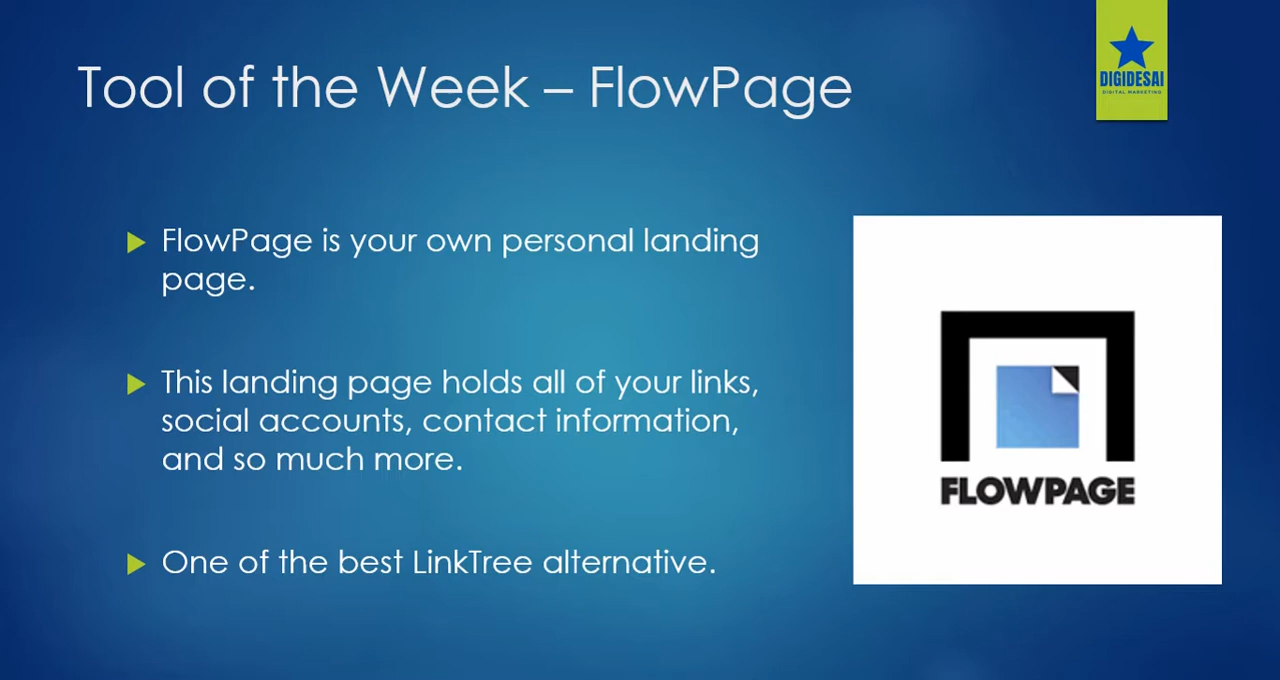 Tool of the Week – FlowPage
DIGIDESAI
DIGITAL MARKETING
FlowPage is your own personal landing
page.
This landing page holds all of your links,
social accounts, contact information,
and so much more.
One of the best LinkTree alternative.
FLOWPAGE